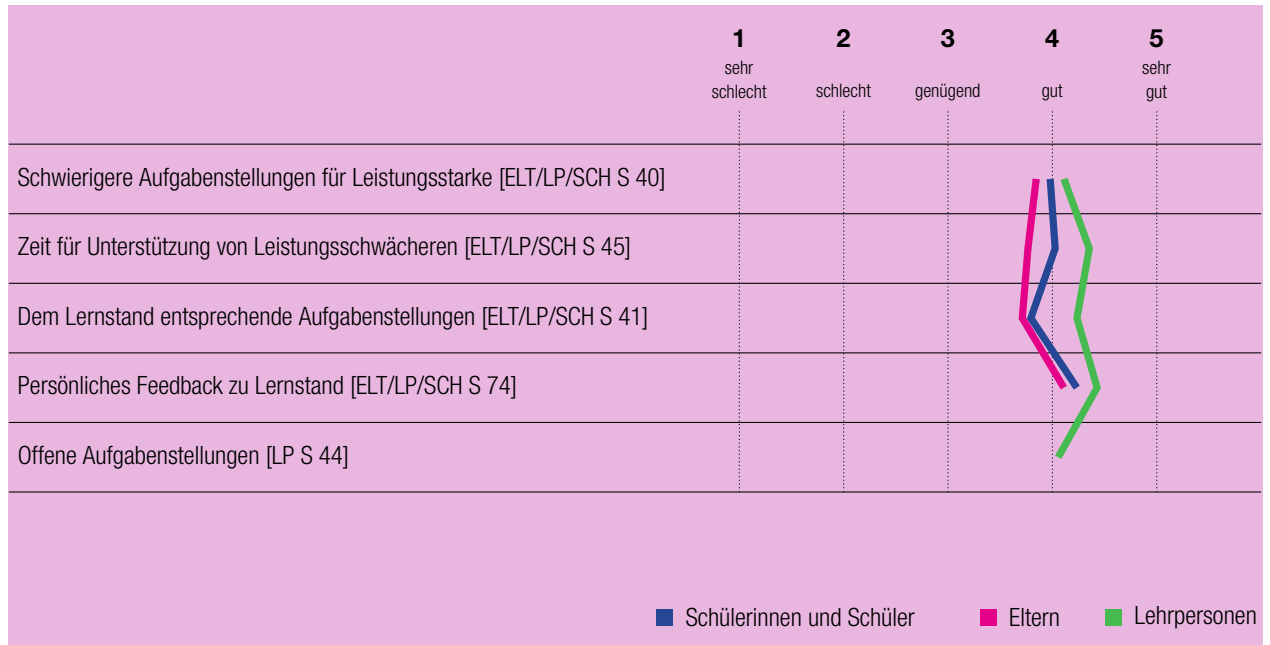 1 2 3 4 5
sehr schlecht schlecht genügend gut sehr gut
Schwierigere Aufgabenstellungen für Leistungsstarke [ELT/LP/SCH S 40]
Zeit für Unterstützung von Leistungsschwächeren [ELT/LP/SCH S 45]
Dem Lernstand entsprechende Aufgabenstellungen [ELT/LP/SCH S 41]
Persönliches Feedback zu Lernstand [ELT/LP/SCH S 74]
Offene Aufgabenstellungen [LP S 44]
Schülerinnen und Schüler Eltern Lehrpersonen